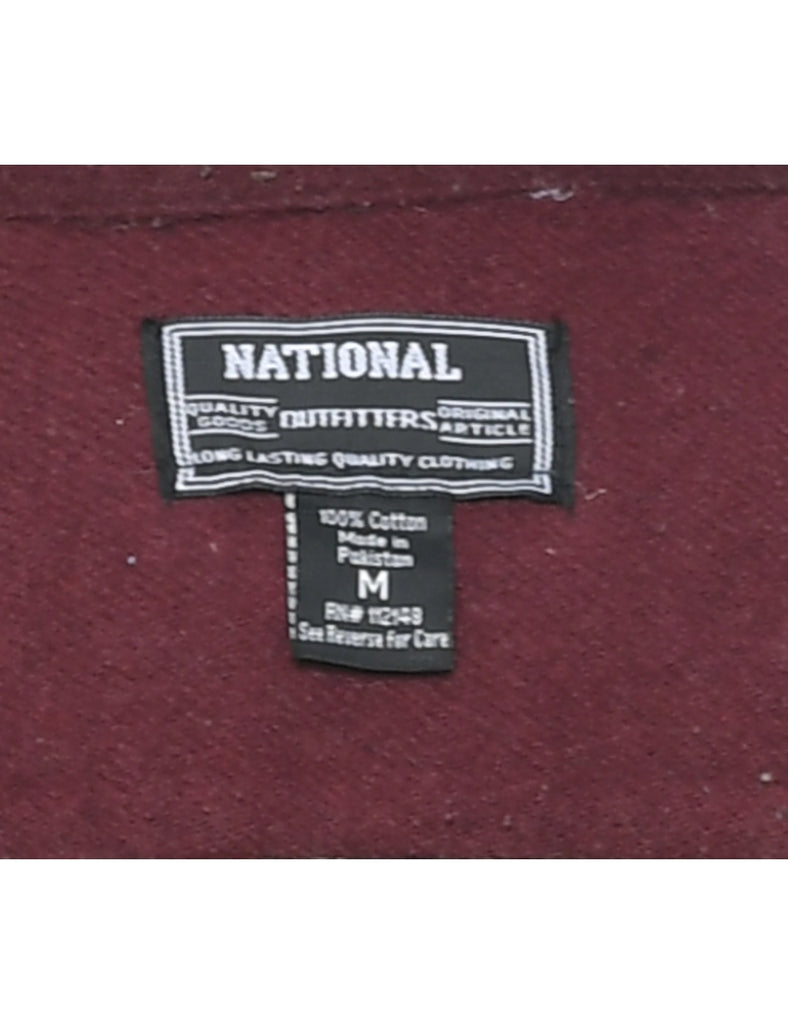 NATIONAL
QUALITY GOODS OUTFITTERS ORIGINAL ARTICLE
LONG LASTING QUALITY CLOTHING
100% Cotton
Made in
Pakistan
M
RN# 112148
See Reverse for Care